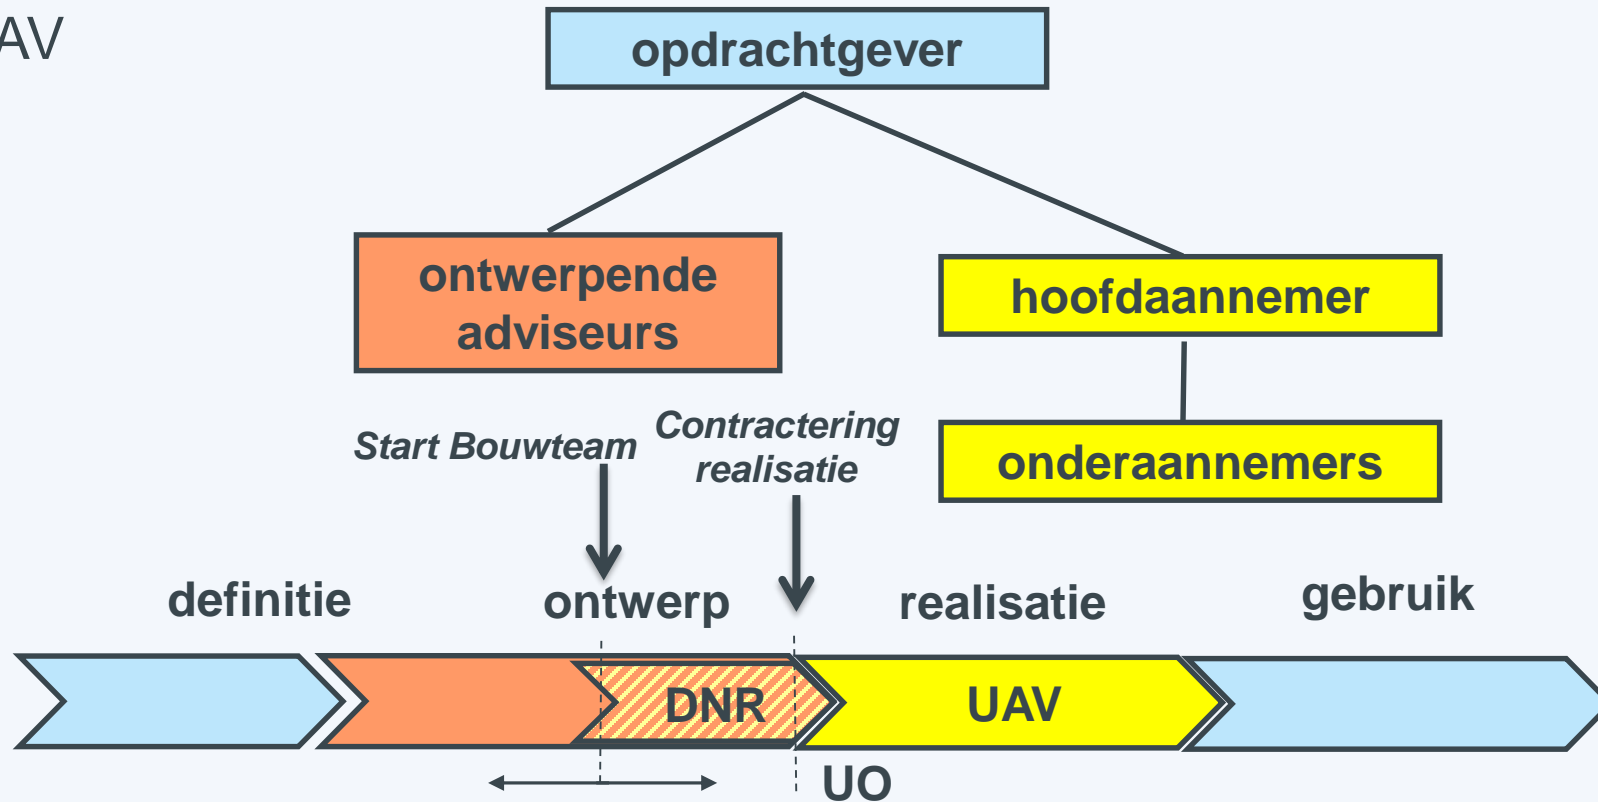 AV
opdrachtgever
ontwerpende
adviseurs
hoofdaannemer
onderaannemers
Start Bouwteam
Contractering
realisatie
definitie
ontwerp
realisatie
gebruik
DNR
UAV
UO